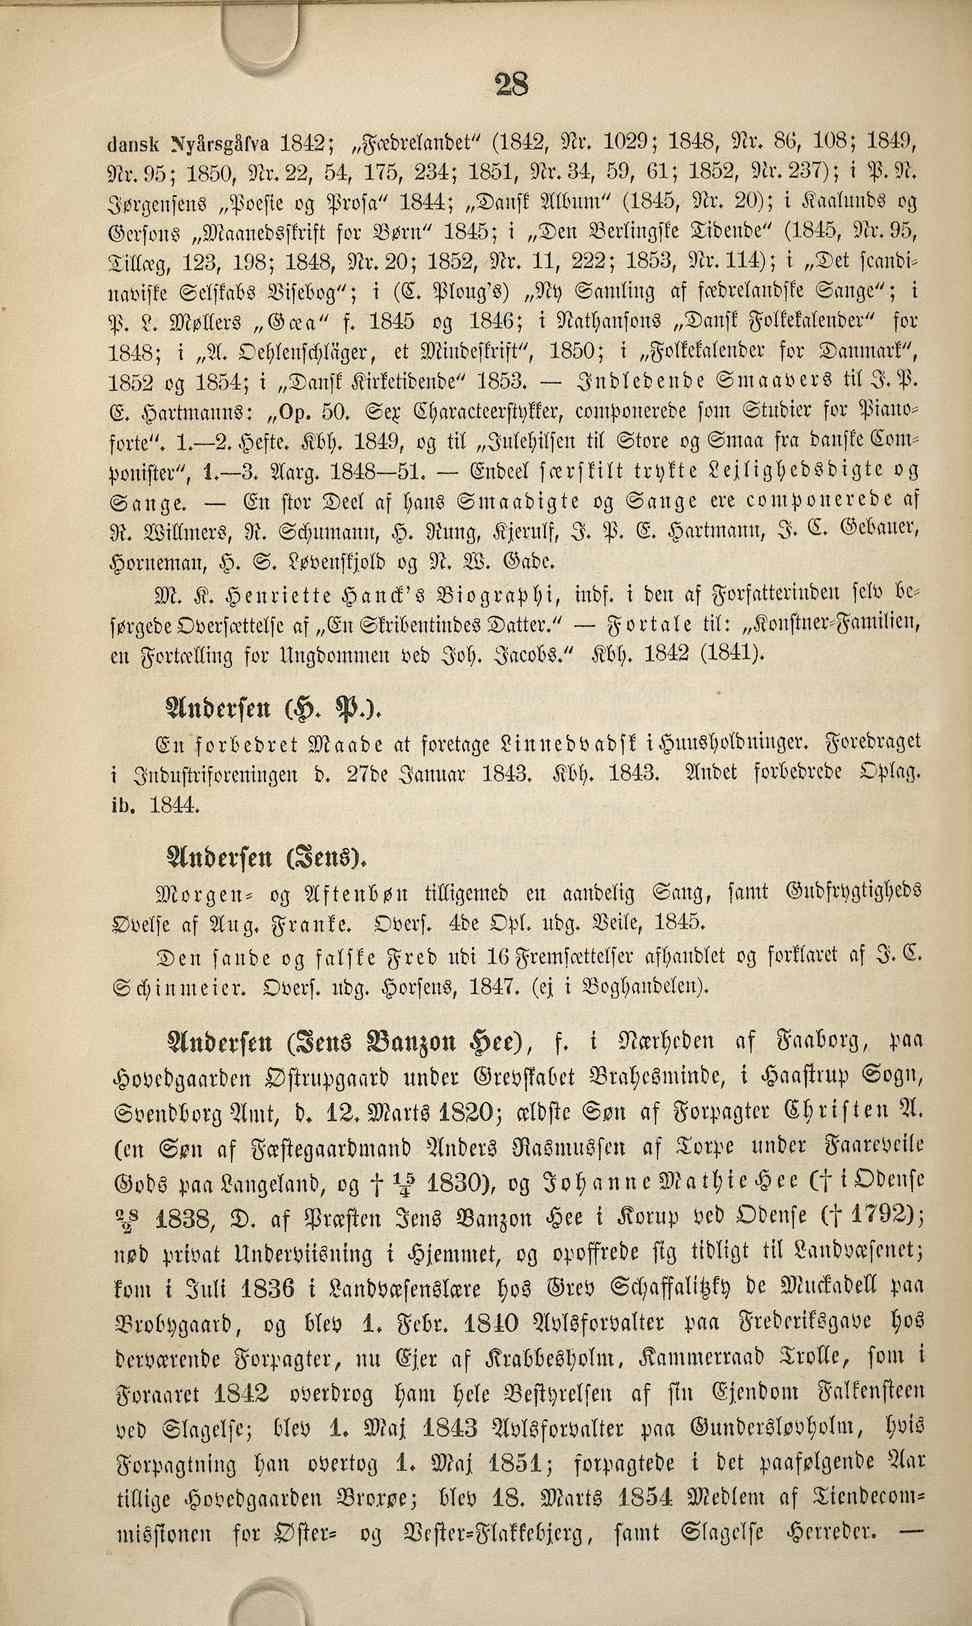 28
dansk Nyårsgåfva 1842; „Fædrelandet“ (1842, Nr. 1029; 1848, Nr. 86, 108; 1849,
Nr. 95; 1850, Nr. 22, 54, 175, 234; 1851, Nr. 34, 59, 61; 1852, Nr. 237); i P. N.
Jørgensens „Poesie og Prosa“ 1844; „Dansk Album“ (1845, Nr. 20); i Kaalunds og
Gersons „Maanedsskrift for Børn“ 1845; i „Den Berlingske Tidende“ (1845, Nr. 95,
Tillæg, 123, 198; 1848, Nr. 20; 1852, Nr. 11, 222; 1853, Nr. 114); i „Det scandi-
naviske Selskabs Visebog“; i (C. Ploug's) „Ny Samling af fædrelandske Sange“; i
P. L. Møllers „Gæa“ f. 1845 og 1846; i Nathansons „Dansk Folkekalender“ for
1848; i „A. Oehlenschläger, et Mindeskrift“, 1850; i „Folkekalender for Danmark“,
1852 og 1854; i „Dansk Kirketidende“ 1853. — Indledende Smaavers til J. P.
E. Hartmanns: „Op. 50. Sex Characteerstykker, componerede som Studier for Piano-
forte“. 1.—2. Hefte. Kbh. 1849, og til „Julehilsen til Store og Smaa fra danske Com-
ponister“, 1.—3. Aarg. 1848—51. — Endeel særskilt trykte Lejlighedsdigte og
Sange. — En stor Deel af hans Smaadigte og Sange ere componerede af
R. Willmers, R. Schumann, H. Rung, Kjerulf, J. P. E. Hartmann, J. C. Gebauer,
Horneman, H. S. Løvenskjold og N. W. Gade.
M. K. Henriette Hanck's Biographi, inds. i den af Forfatterinden selv be-
sørgede Oversættelse af „En Skribentindes Datter.“ — Fortale til: „Konstner-Familien,
en Fortælling for Ungdommen ved Joh. Jacobs.“ Kbh. 1842 (1841).
Andersen (H. P.).
En forbedret Maade at foretage Linnedvadsk i Huusholdninger. Foredraget
i Industriforeningen d. 27de Januar 1843. Kbh. 1843. Andet forbedrede Oplag.
ib. 1844.
Andersen (Jens).
Morgen- og Aftenbøn tilligemed en aandelig Sang, samt Gudfrygtigheds
Øvelse af Aug. Franke. Overs. 4de Opl. udg. Veile, 1845.
Den sande og falske Fred udi 16 Fremsættelser afhandlet og forklaret af J. C.
Schinmeier. Overs. udg. Horsens, 1847. (ej i Boghandelen).
Andersen (Jens Banzon Hee), f. i Nærheden af Faaborg, paa
Hovedgaarden Østrupgaard under Grevskabet Brahesminde, i Haastrup Sogn,
Svendborg Amt, d. 12. Marts 1820; ældste Søn af Forpagter Christen A.
(en Søn af Fæstegaardmand Anders Rasmussen af Torpe under Faareveile
Gods paa Langeland, og † 15/4 1830), og Johanne Mathie Hee († i Odense
28/2 1838, D. af Præsten Jens Banzon Hee i Korup ved Odense († 1792);
nød privat Underviisning i Hjemmet, og opoffrede sig tidligt til Landvæsenet;
kom i Juli 1836 i Landvæsenslære hos Grev Schaffalitzky de Muckadell paa
Brobygaard, og blev 1. Febr. 1840 Avlsforvalter paa Frederiksgave hos
derværende Forpagter, nu Ejer af Krabbesholm, Kammerraad Trolle, som i
Foraaret 1842 overdrog ham hele Bestyrelsen af sin Ejendom Falkensteen
ved Slagelse; blev 1. Maj 1843 Avlsforvalter paa Gundersløvholm, hvis
Forpagtning han overtog 1. Maj 1851; forpagtede i det paafølgende Aar
tillige Hovedgaarden Broxøe; blev 18. Marts 1854 Medlem af Tiendecom-
missionen for Øster- og Vester-Flakkebjerg, samt Slagelse Herreder. —